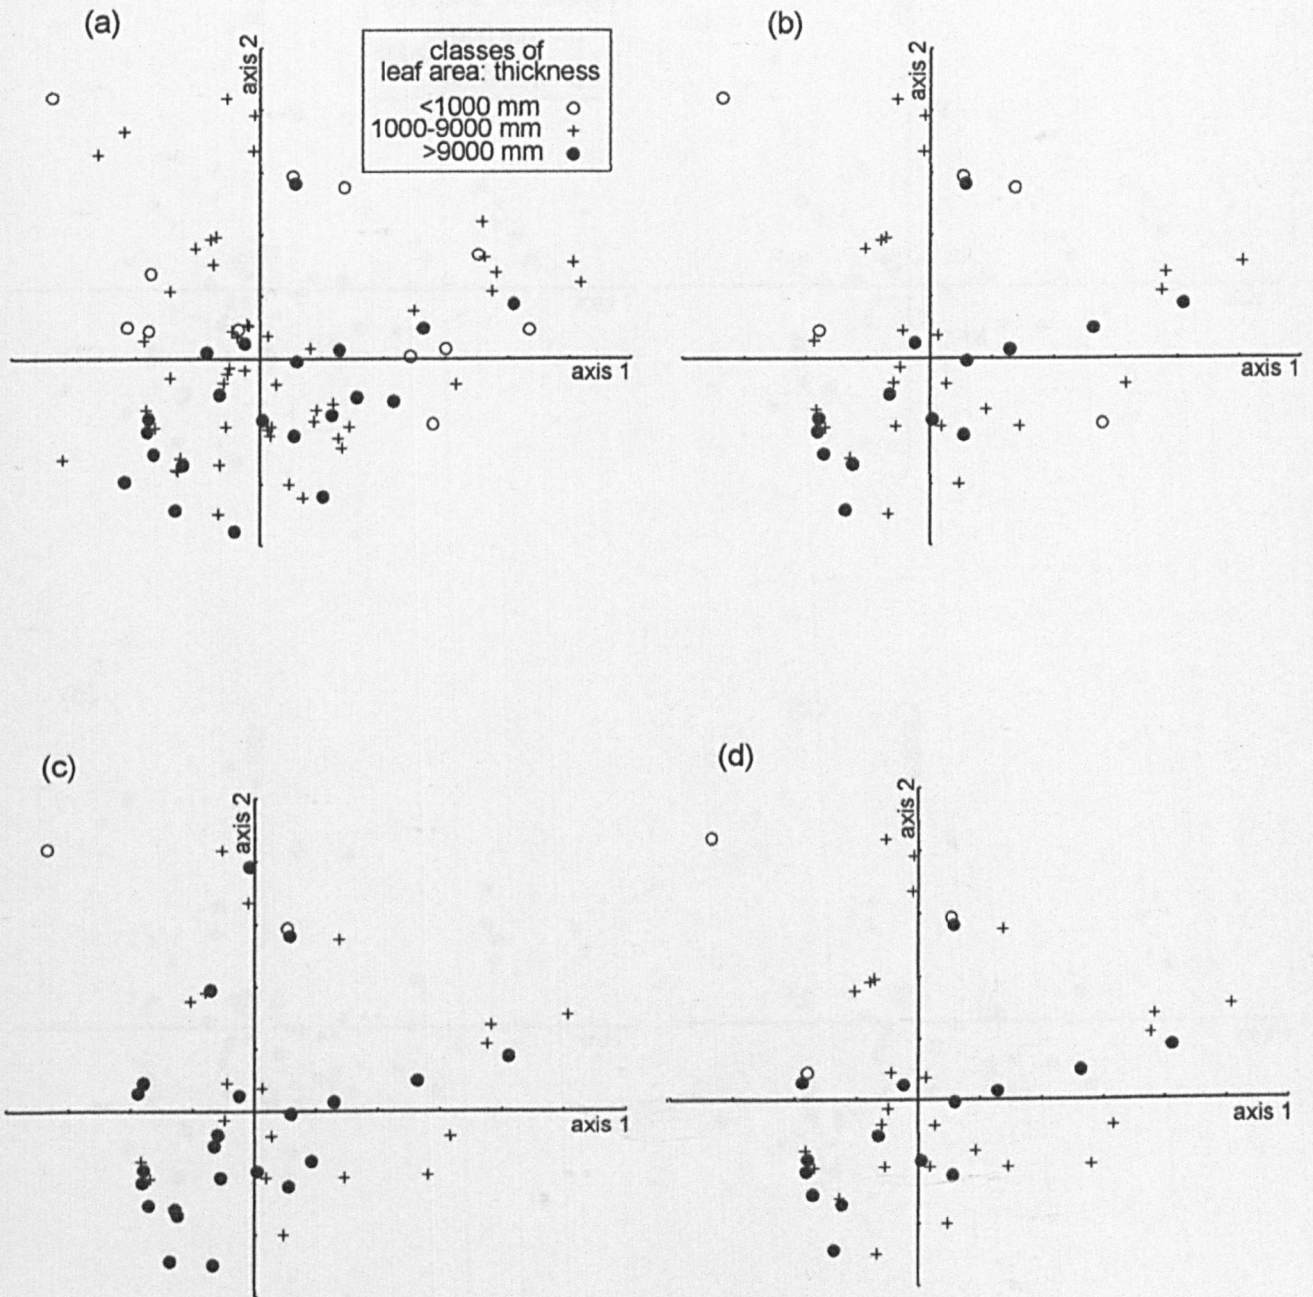 (a)
axis 2
classes of
leaf area: thickness
<1000 mm o
1000-9000 mm +
>9000 mm ●
axis 1
(b)
axis 2
axis 1
(c)
axis 2
axis 1
(d)
axis 2
axis 1